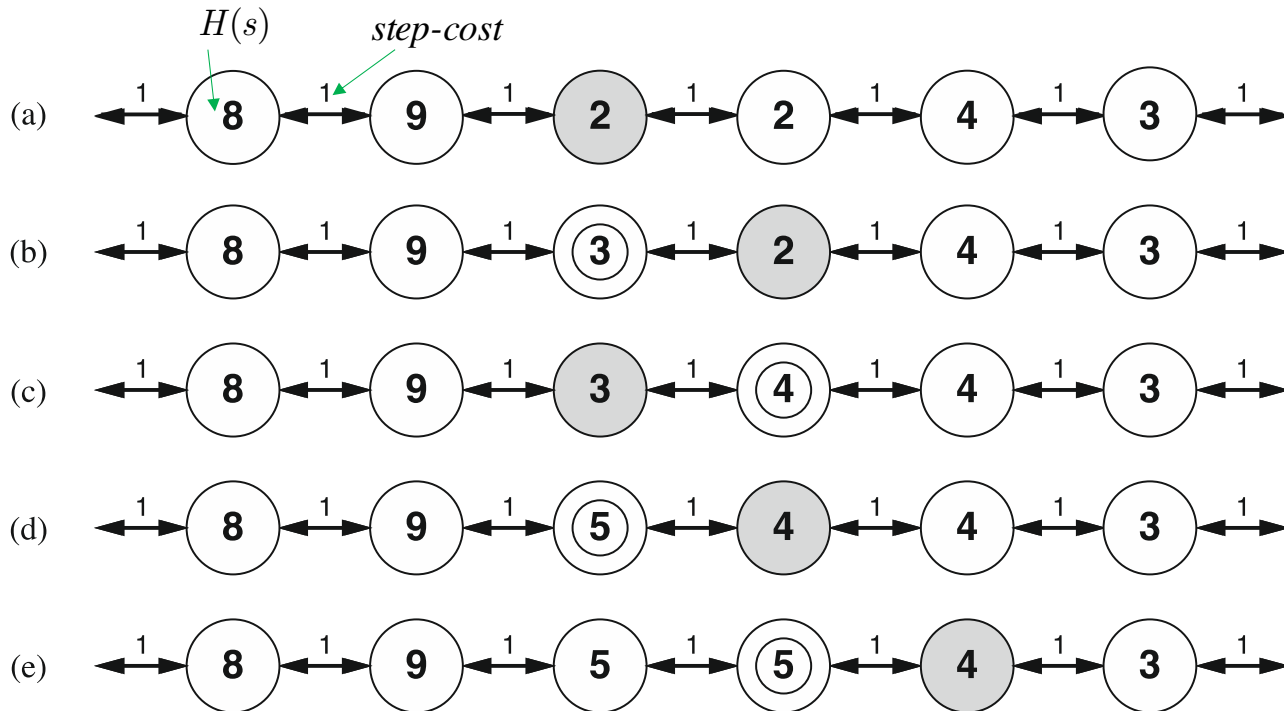 H(s) step-cost
(a) 1 8 1 9 1 2 1 2 1 4 1 3 1
(b) 1 8 1 9 1 3 1 2 1 4 1 3 1
(c) 1 8 1 9 1 3 1 4 1 4 1 3 1
(d) 1 8 1 9 1 5 1 4 1 4 1 3 1
(e) 1 8 1 9 1 5 1 5 1 4 1 3 1